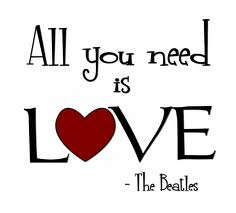 All you need
is
LOVE
- The Beatles